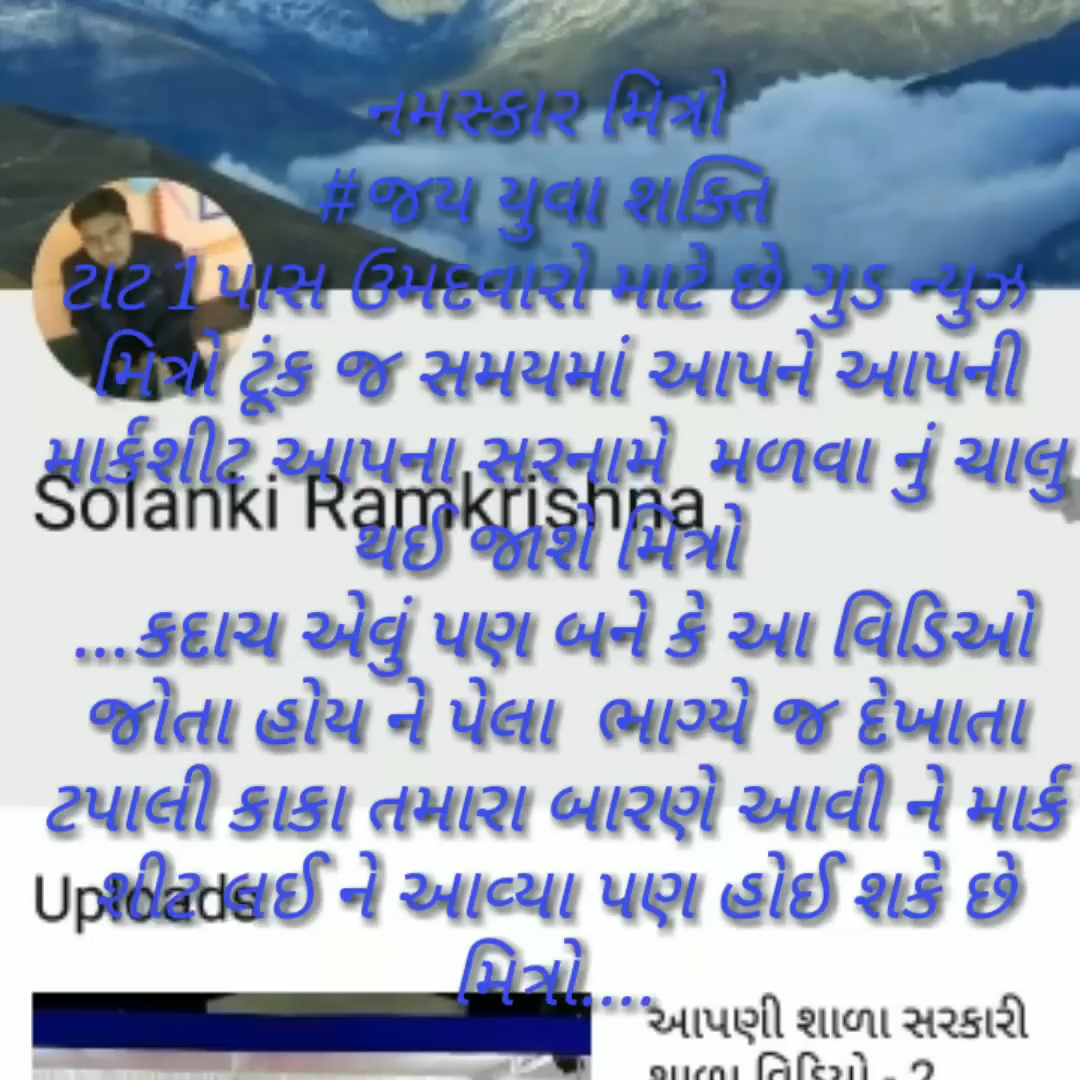 નમસ્કાર મિત્રો
#જય યુવા શક્તિ
ટાટ 1 પાસ ઉમદવારો માટે છે ગુડ ન્યુઝ
મિત્રો ટૂંક જ સમયમાં આપને આપની
માર્કશીટ આપના સરનામે મળવા નું ચાલુ
Solanki Ramkrishna
થઈ જાશે મિત્રો
...કદાચ એવું પણ બને કે આ વિડિઓ
જોતા હોય ને પેલા ભાગ્યે જ દેખાતા
ટપાલી કાકા તમારા બારણે આવી ને માર્ક
શીટ લઈ ને આવ્યા પણ હોઈ શકે છે
Uploads
મિત્રો....
આપણી શાળા સરકારી
શાળા વિડિયો - 2